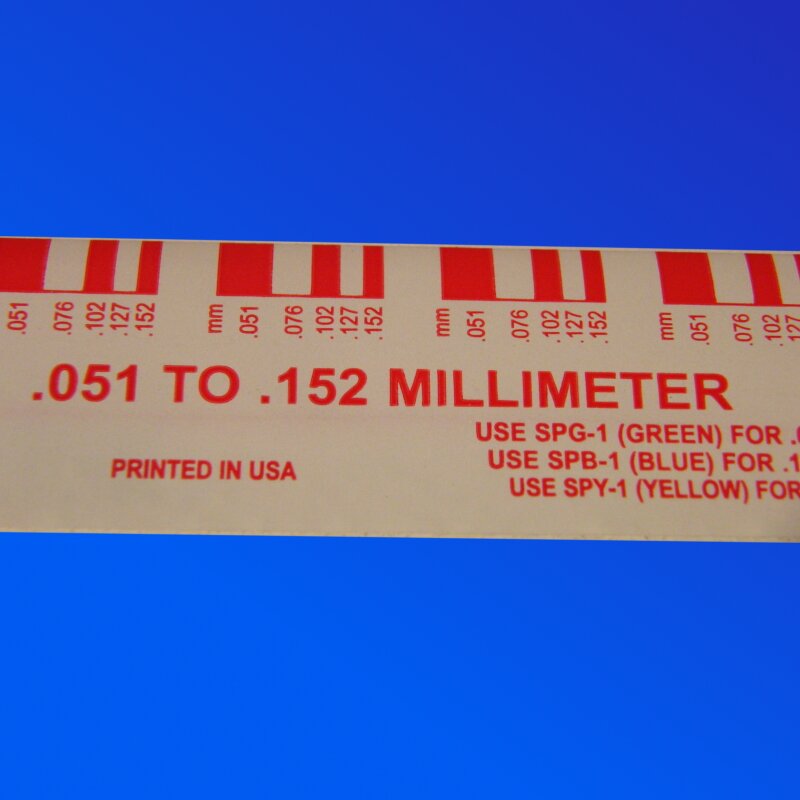 .051 .076 .102 .127 .152 mm .051 .076 .102 .127 .152 mm .051 .076 .102 .127 .152 mm .051 .076 .102 .127
.051 TO .152 MILLIMETER
USE SPG-1 (GREEN) FOR
USE SPB-1 (BLUE) FOR .1
USE SPY-1 (YELLOW) FOR
PRINTED IN USA